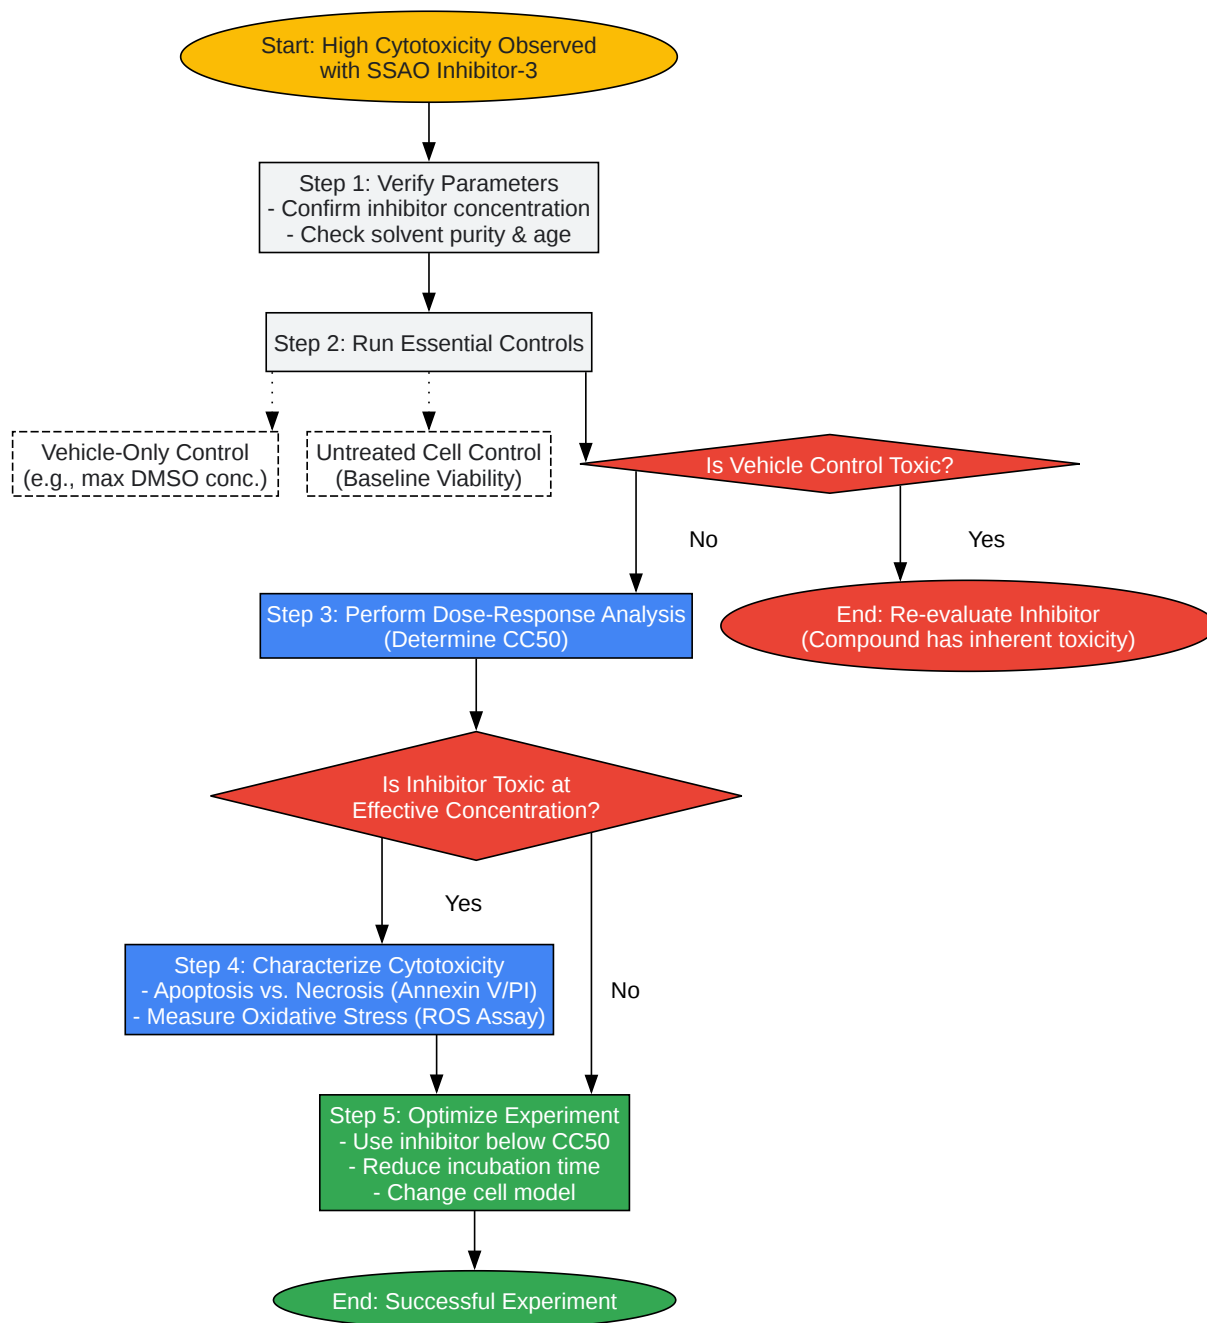 Start: High Cytotoxicity Observed
with SSAO Inhibitor-3
Step 1: Verify Parameters
- Confirm inhibitor concentration
- Check solvent purity & age
Step 2: Run Essential Controls
Vehicle-Only Control
(e.g., max DMSO conc.)
Untreated Cell Control
(Baseline Viability)
Is Vehicle Control Toxic?
No
Yes
Step 3: Perform Dose-Response Analysis
(Determine CC50)
End: Re-evaluate Inhibitor
(Compound has inherent toxicity)
Is Inhibitor Toxic at
Effective Concentration?
Yes
No
Step 4: Characterize Cytotoxicity
- Apoptosis vs. Necrosis (Annexin V/PI)
- Measure Oxidative Stress (ROS Assay)
Step 5: Optimize Experiment
- Use inhibitor below CC50
- Reduce incubation time
- Change cell model
End: Successful Experiment